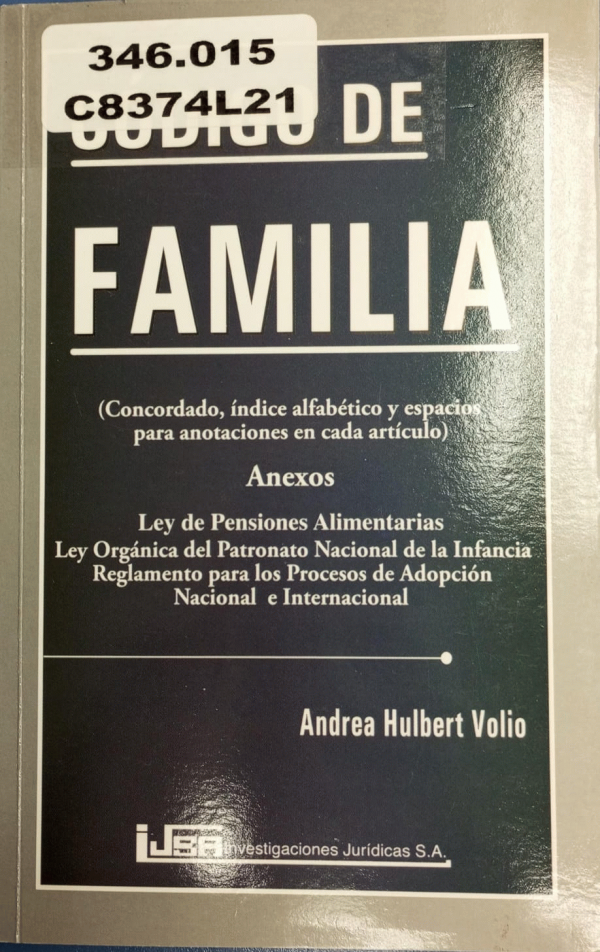 346.015
C8374L21
CÓDIGO DE
FAMILIA
(Concordado, índice alfabético y espacios
para anotaciones en cada artículo)
Anexos
Ley de Pensiones Alimentarias
Ley Orgánica del Patronato Nacional de la Infancia
Reglamento para los Procesos de Adopción
Nacional e Internacional
Andrea Hulbert Volio
IJSA Investigaciones Jurídicas S.A.